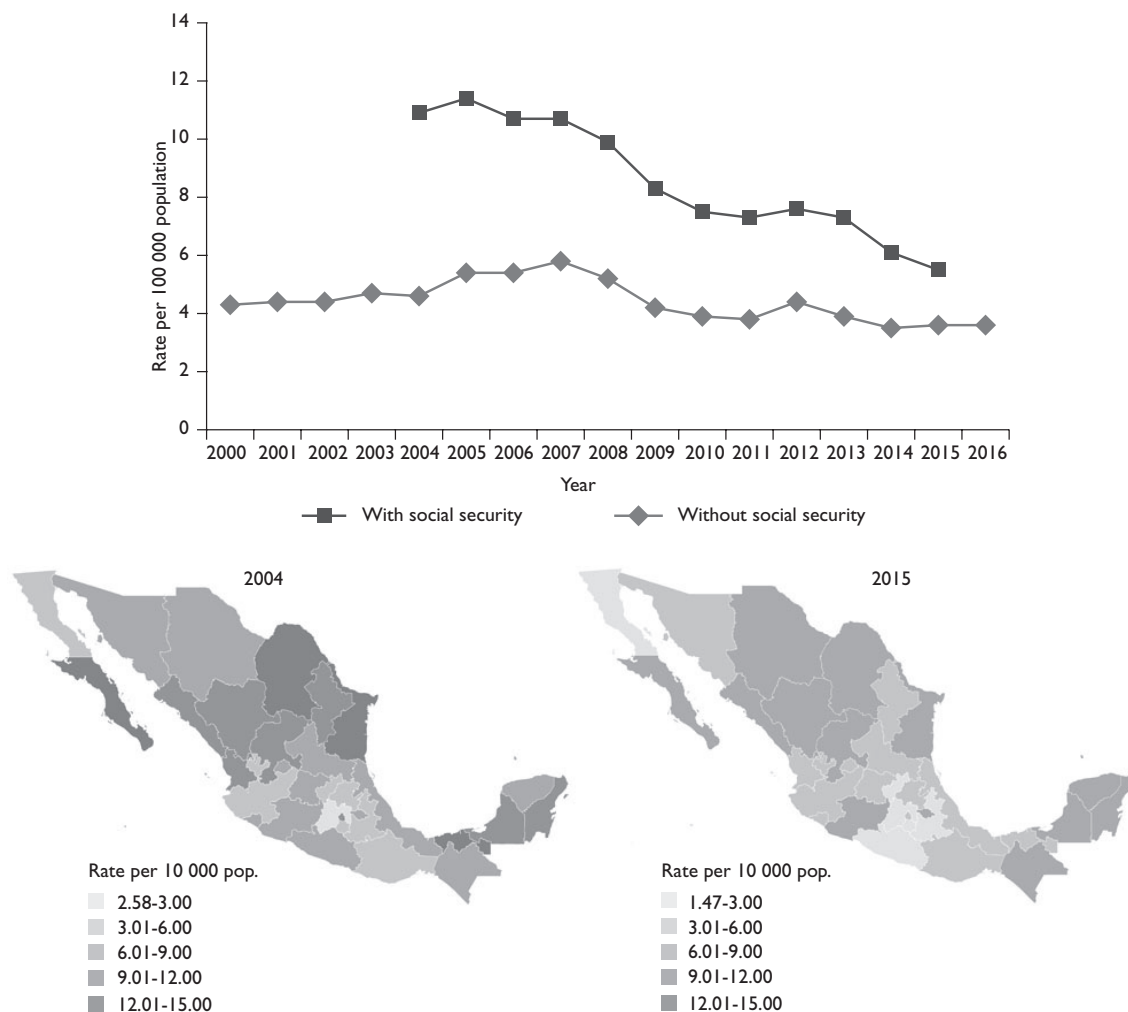 14
12
10
8
6
4
2
0
Rate per 100 000 population
2000 2001 2002 2003 2004 2005 2006 2007 2008 2009 2010 2011 2012 2013 2014 2015 2016
Year
With social security
Without social security
2004
Rate per 10 000 pop.
2.58-3.00
3.01-6.00
6.01-9.00
9.01-12.00
12.01-15.00
2015
Rate per 10 000 pop.
1.47-3.00
3.01-6.00
6.01-9.00
9.01-12.00
12.01-15.00